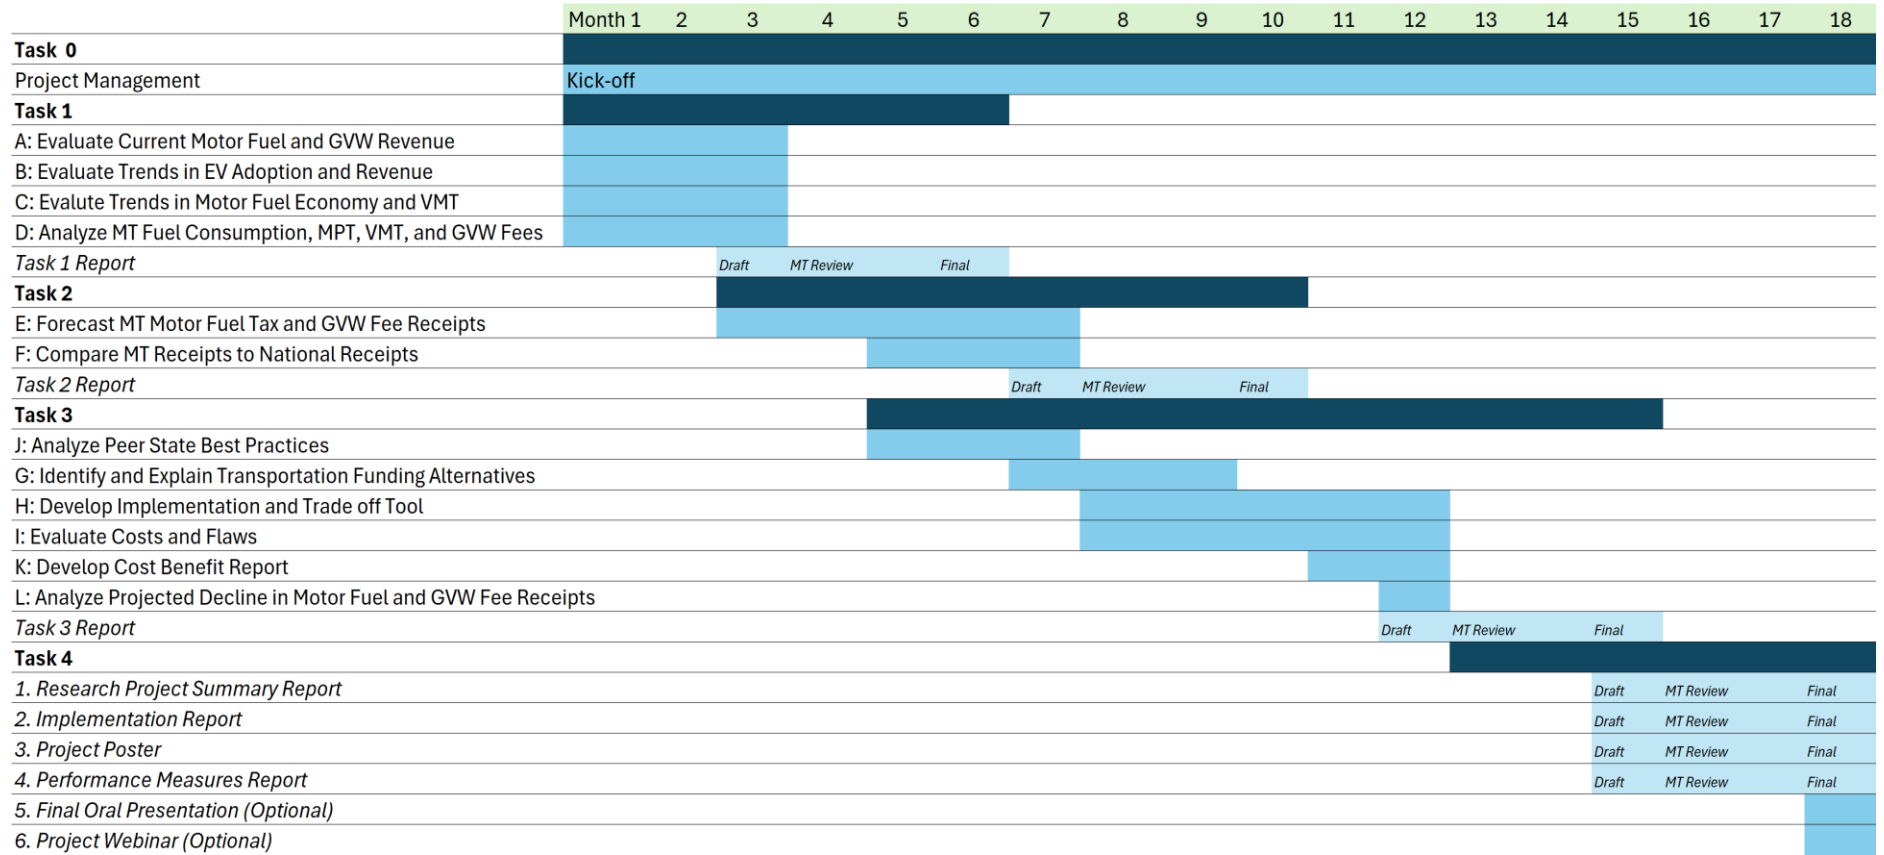 Month 1 2 3 4 5 6 7 8 9 10 11 12 13 14 15 16 17 18
Task 0
Project Management Kick-off
Task 1
A: Evaluate Current Motor Fuel and GVW Revenue
B: Evaluate Trends in EV Adoption and Revenue
C: Evalute Trends in Motor Fuel Economy and VMT
D: Analyze MT Fuel Consumption, MPT, VMT, and GVW Fees
Task 1 Report Draft MT Review Final
Task 2
E: Forecast MT Motor Fuel Tax and GVW Fee Receipts
F: Compare MT Receipts to National Receipts
Task 2 Report Draft MT Review Final
Task 3
J: Analyze Peer State Best Practices
G: Identify and Explain Transportation Funding Alternatives
H: Develop Implementation and Trade off Tool
I: Evaluate Costs and Flaws
K: Develop Cost Benefit Report
L: Analyze Projected Decline in Motor Fuel and GVW Fee Receipts
Task 3 Report Draft MT Review Final
Task 4
1. Research Project Summary Report Draft MT Review Final
2. Implementation Report Draft MT Review Final
3. Project Poster Draft MT Review Final
4. Performance Measures Report Draft MT Review Final
5. Final Oral Presentation (Optional)
6. Project Webinar (Optional)